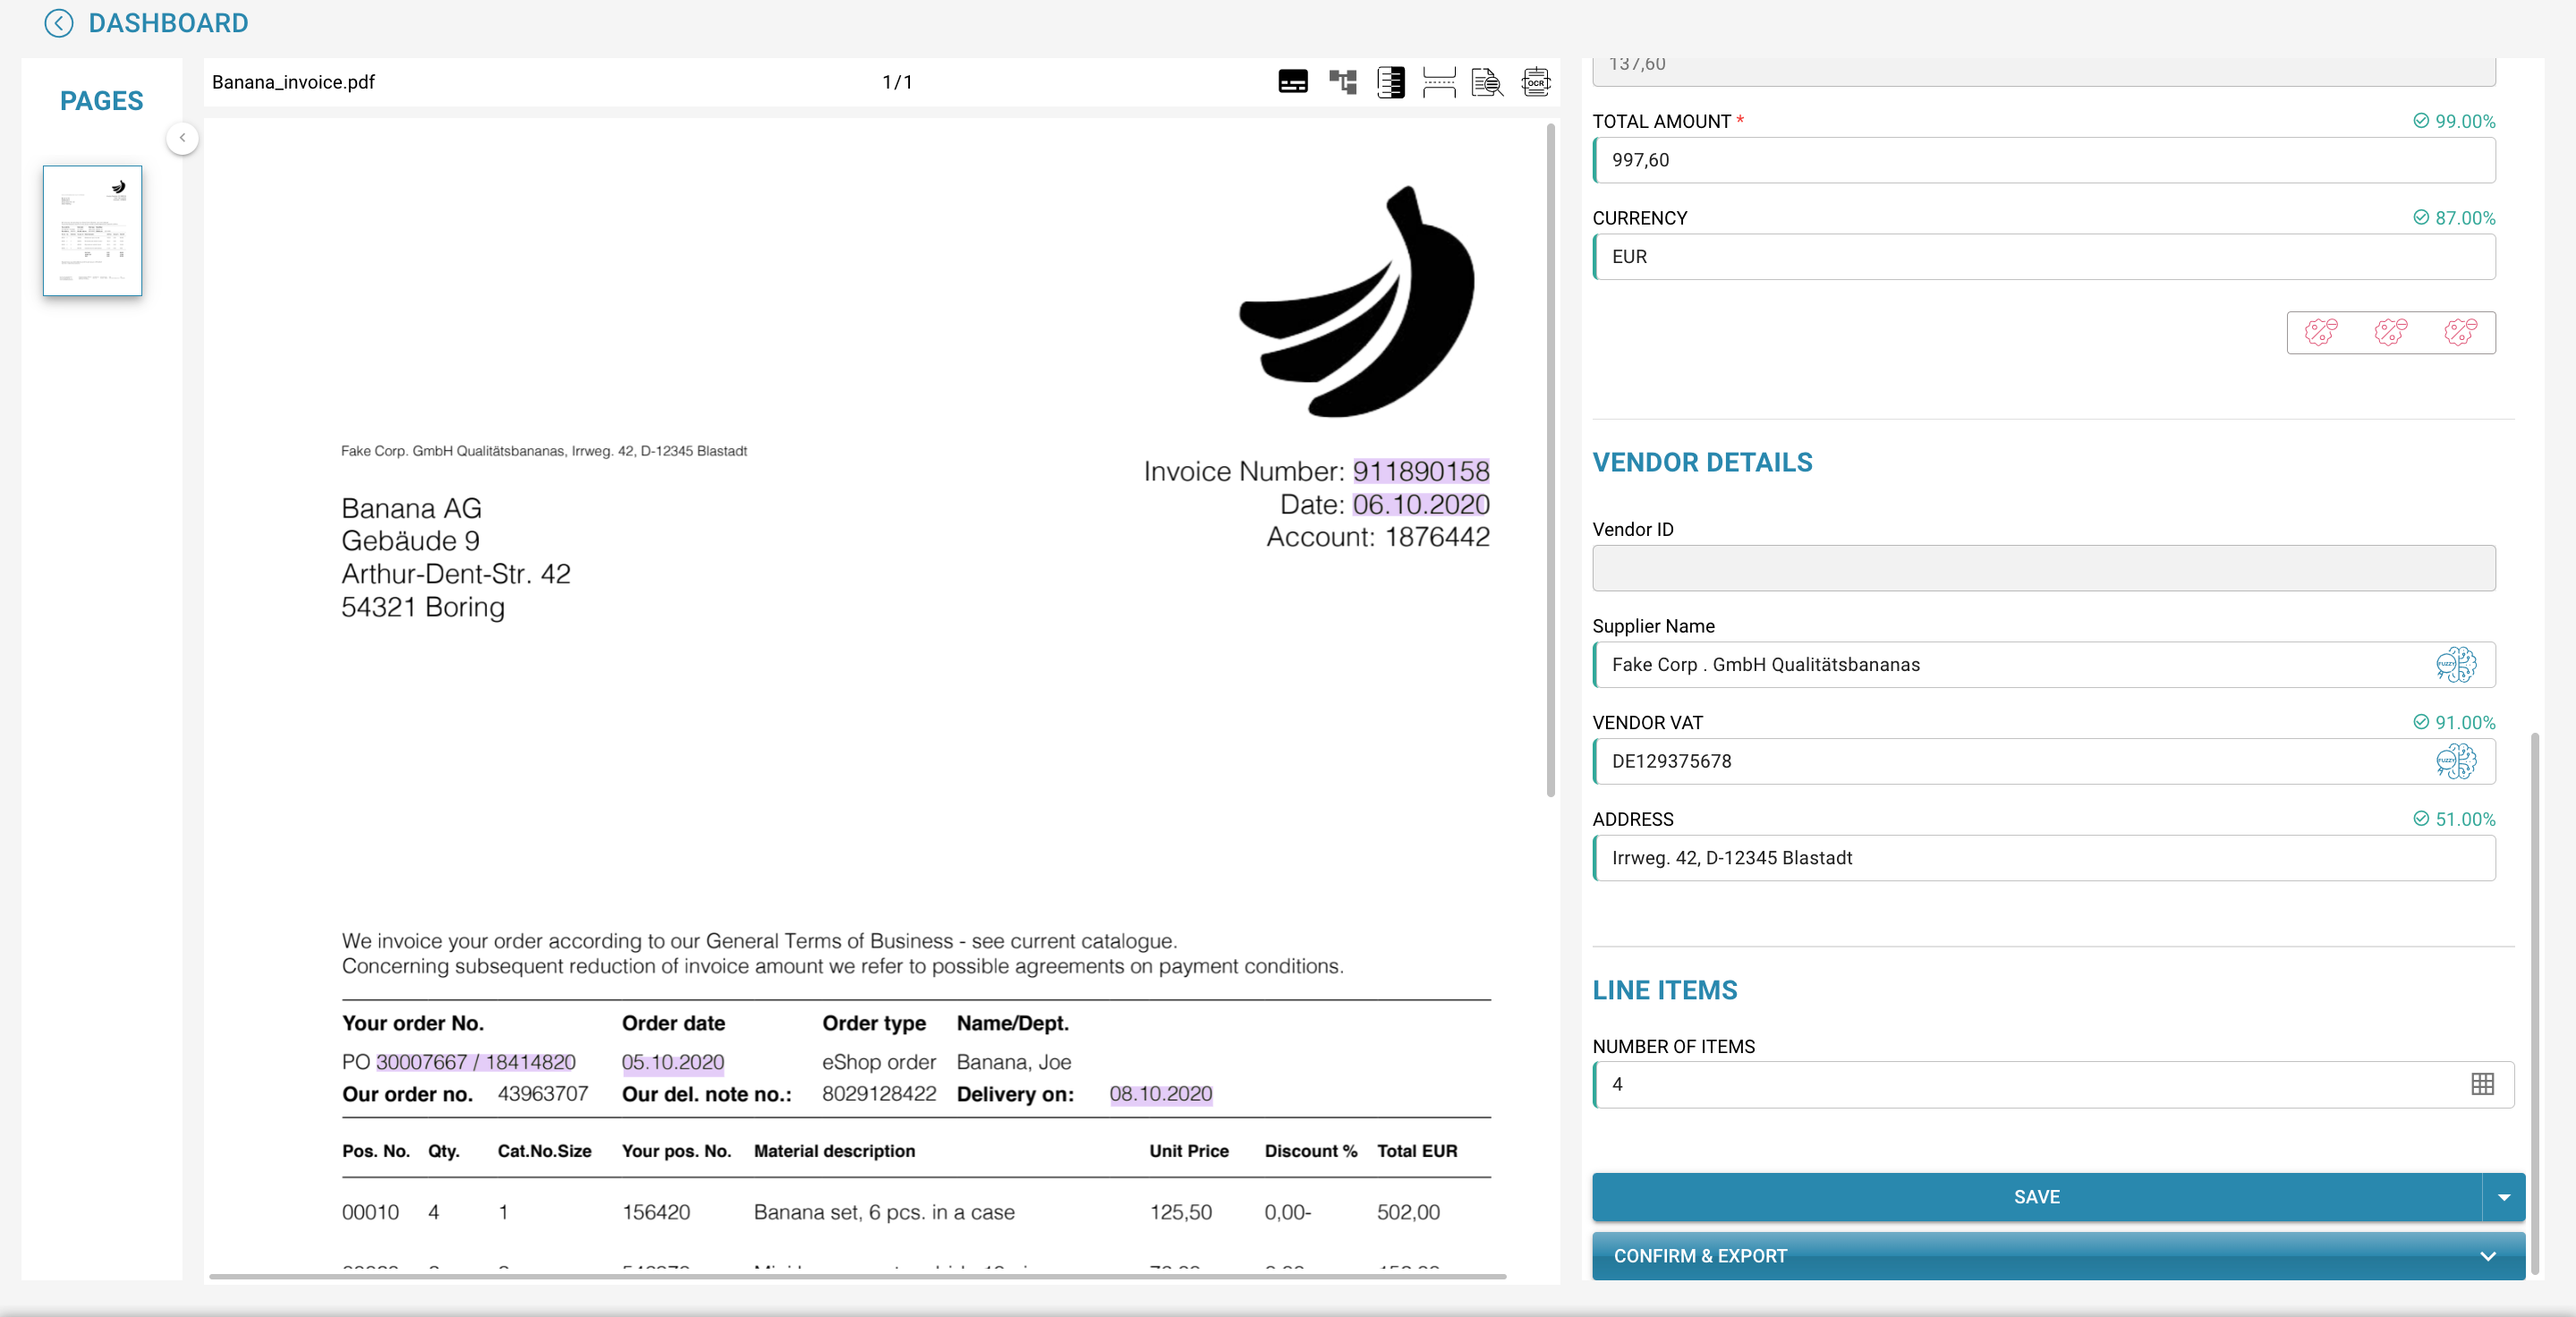 DASHBOARD
PAGES
Banana_invoice.pdf
1/1
OCR
Fake Corp. GmbH Qualitätsbananas, Irrweg. 42, D-12345 Blastadt
Banana AG
Gebäude 9
Arthur-Dent-Str. 42
54321 Boring
Invoice Number: 911890158
Date: 06.10.2020
Account: 1876442
We invoice your order according to our General Terms of Business - see current catalogue.
Concerning subsequent reduction of invoice amount we refer to possible agreements on payment conditions.
Your order No. Order date Order type Name/Dept.
PO 30007667 / 18414820 05.10.2020 eShop order Banana, Joe
Our order no. 43963707 Our del. note no.: 8029128422 Delivery on: 08.10.2020
Pos. No. Qty. Cat.No.Size Your pos. No. Material description Unit Price Discount % Total EUR
00010 4 1 156420 Banana set, 6 pcs. in a case 125,50 0,00- 502,00
137,60
TOTAL AMOUNT * 99.00%
997,60
CURRENCY 87.00%
EUR
VENDOR DETAILS
Vendor ID
Supplier Name
Fake Corp . GmbH Qualitätsbananas
FUZZY
VENDOR VAT 91.00%
DE129375678
FUZZY
ADDRESS 51.00%
Irrweg. 42, D-12345 Blastadt
LINE ITEMS
NUMBER OF ITEMS
4
SAVE
CONFIRM & EXPORT